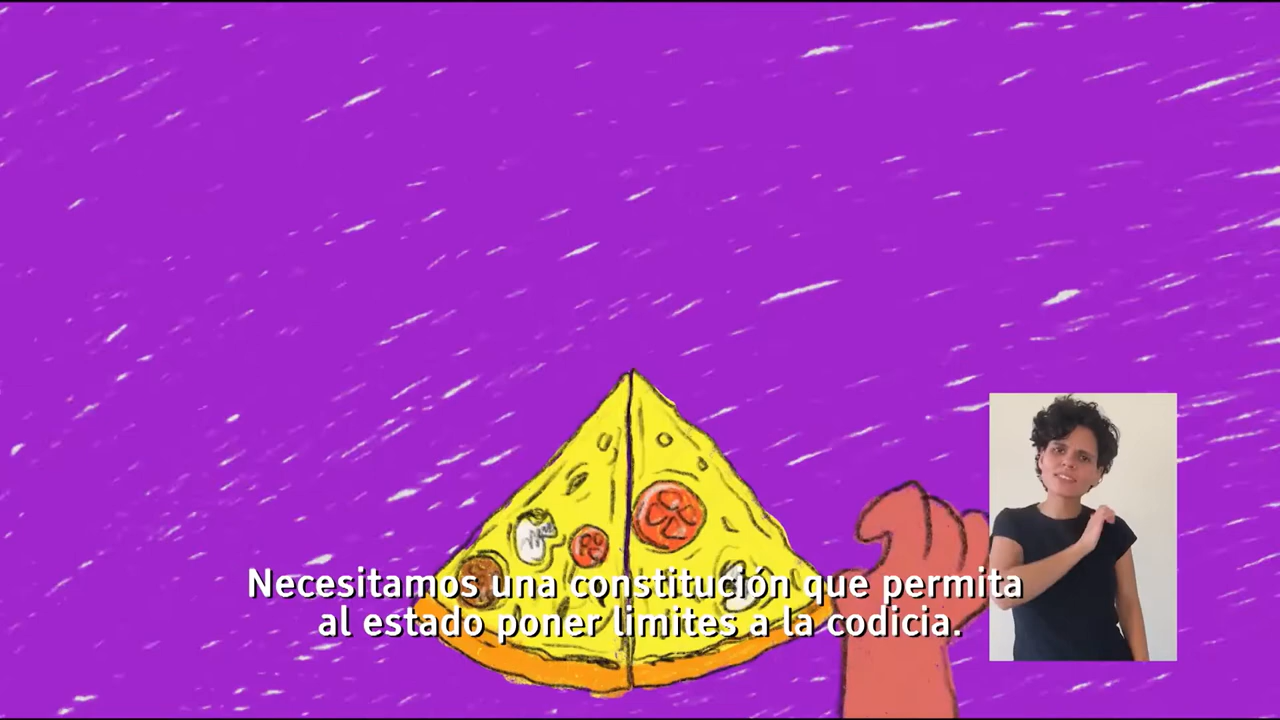 Necesitamos una constitución que permita
al estado poner limites a la codicia.